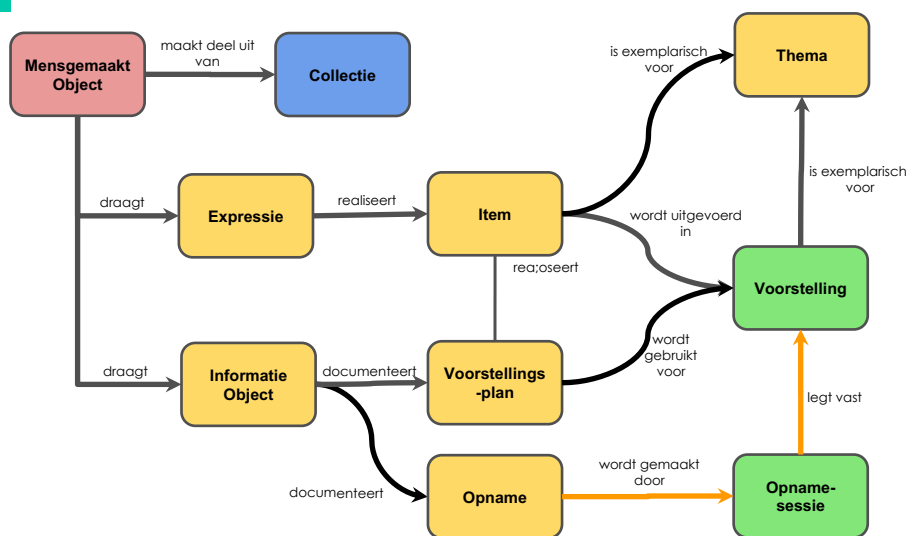 maakt deel uit
van
Mensgemaakt
Object
Collectie
is exemplarisch
voor
Thema
is exemplarisch
voor
draagt
Expressie
realiseert
Item
wordt uitgevoerd
in
rea;oseert
Voorstelling
wordt
gebruikt
voor
draagt
Informatie
Object
documenteert
Voorstellings
-plan
legt vast
documenteert
Opname
wordt gemaakt
door
Opname-
sessie